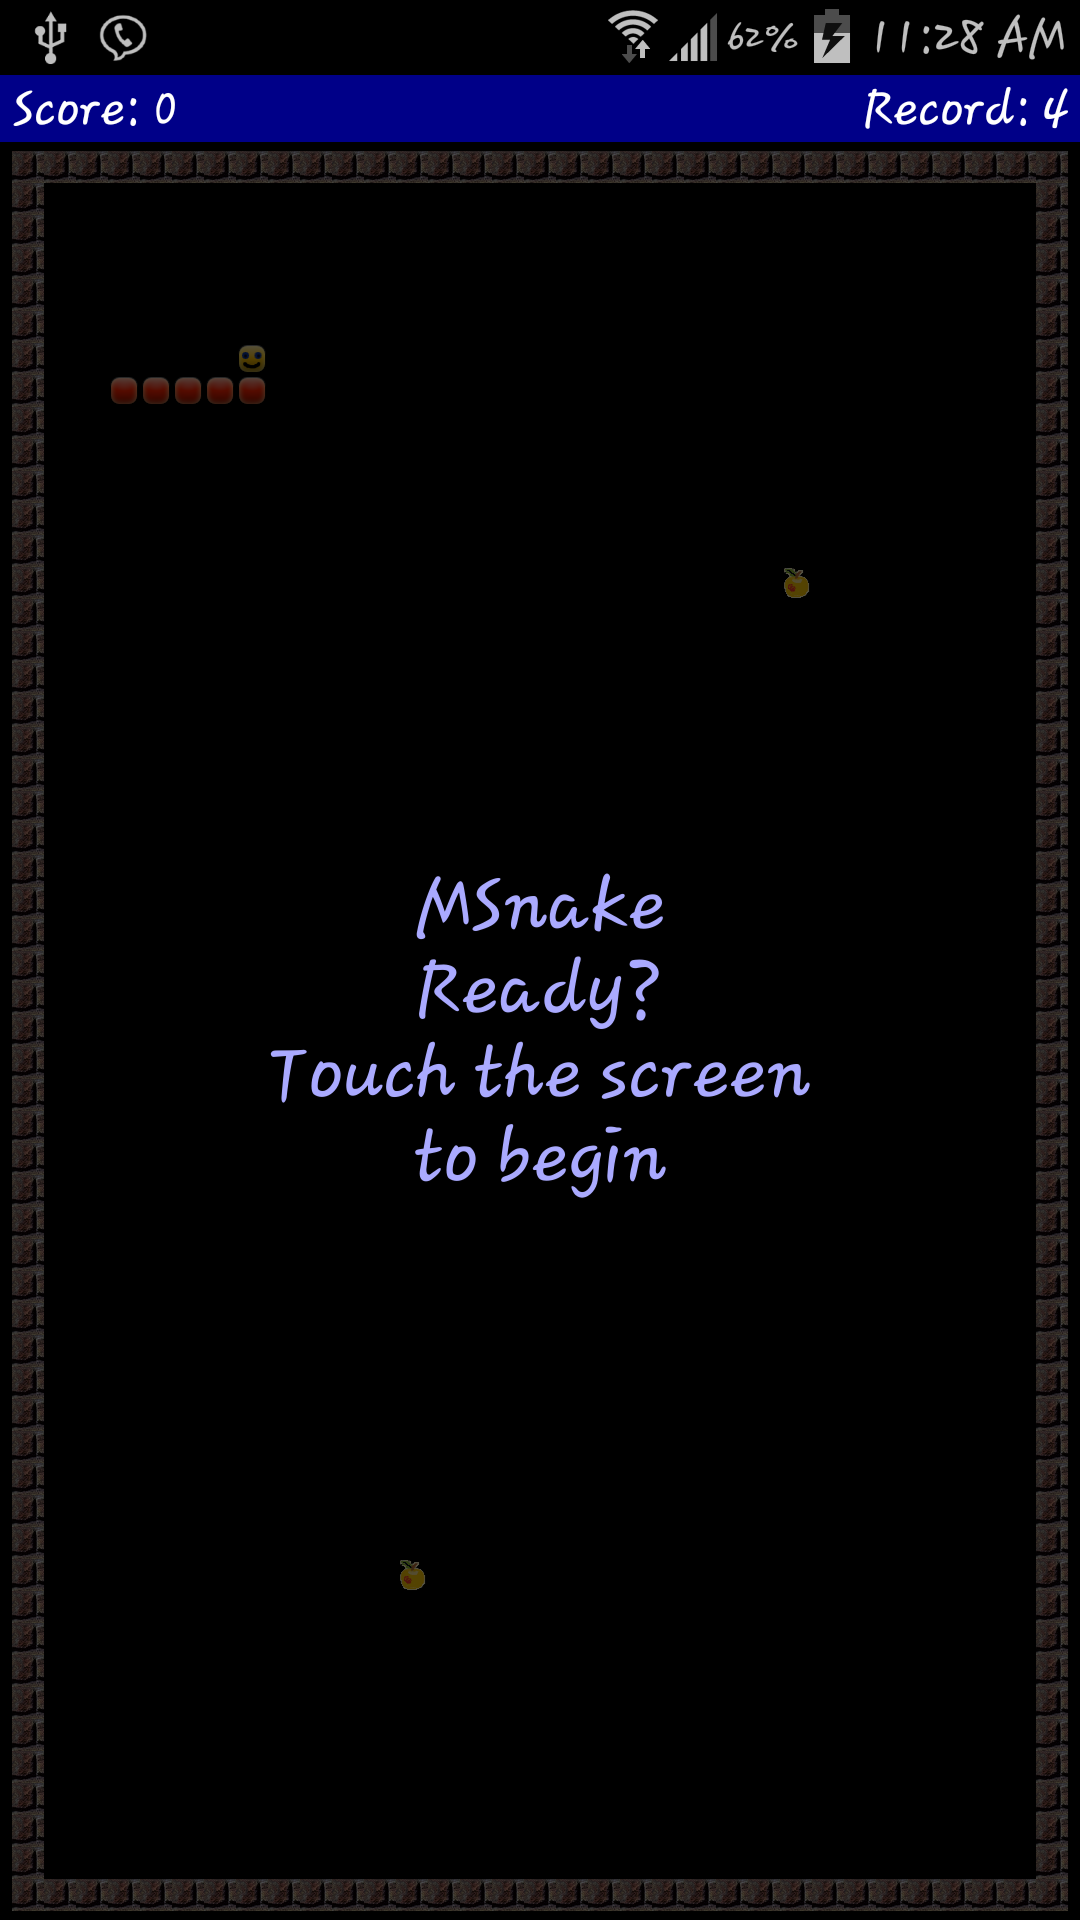 62% 11:28 AM
Score: 0 Record: 4
MSnake
Ready?
Touch the screen
to begin